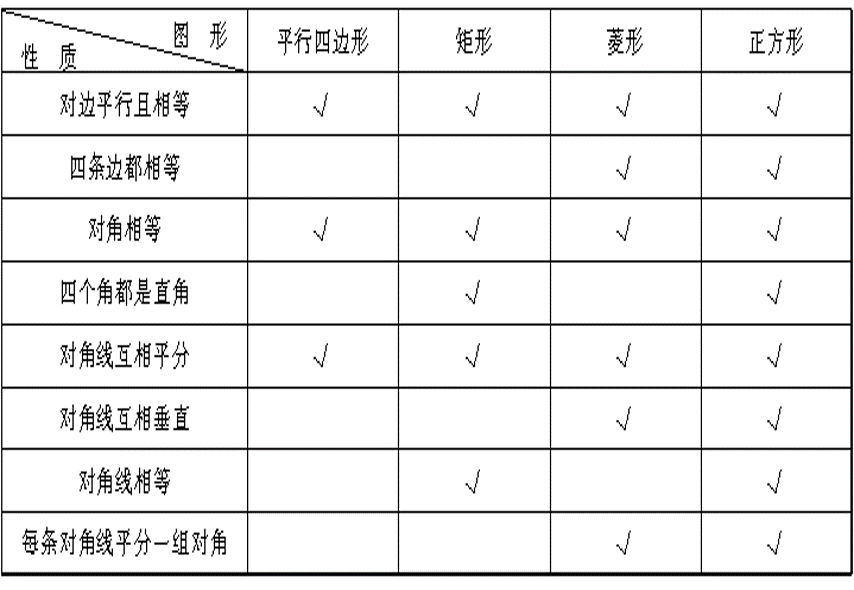 图 形
性 质
平行四边形 矩形 菱形 正方形
对边平行且相等 √ √ √ √
四条边都相等 √ √
对角相等 √ √ √ √
四个角都是直角 √ √
对角线互相平分 √ √ √ √
对角线互相垂直 √ √
对角线相等 √ √
每条对角线平分一组对角 √ √